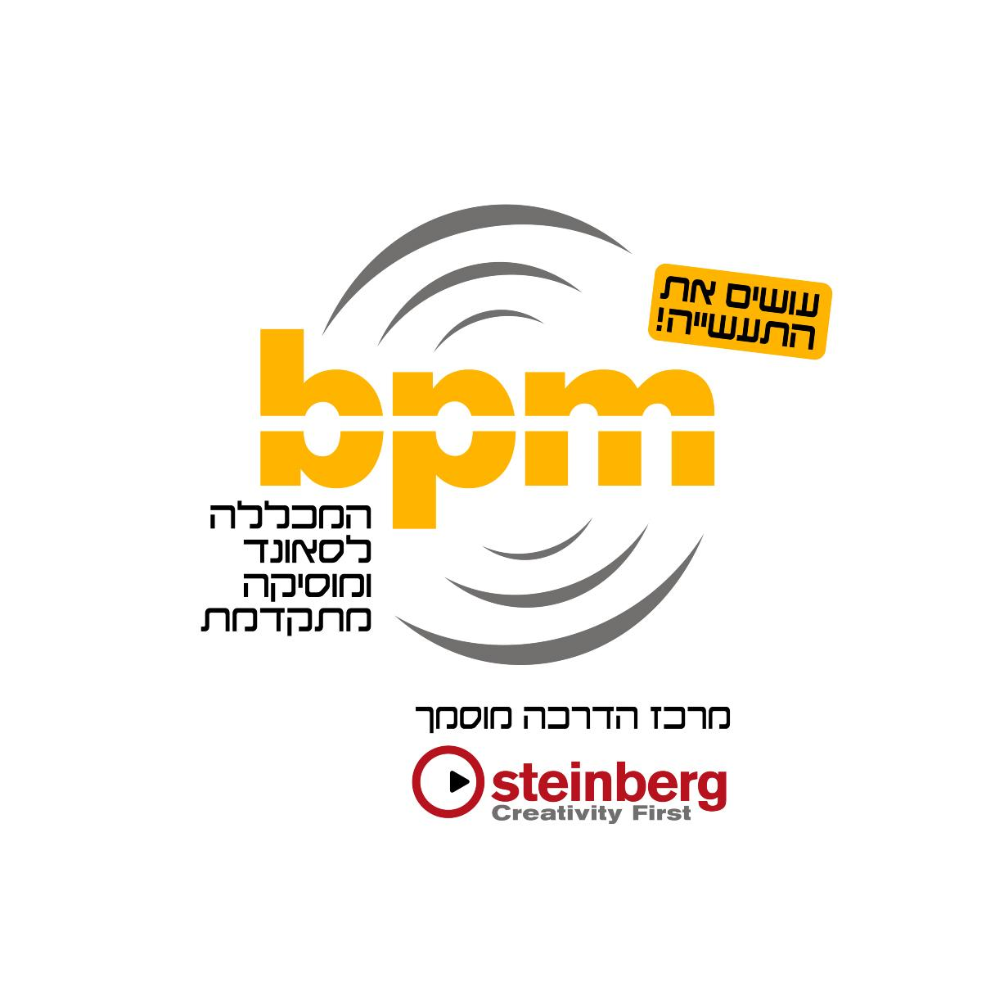 עושים את
התעשייה!
bpm
המכללה
לסאונד
ומוסיקה
מתקדמת
מרכז הדרכה מוסמך
steinberg
Creativity First